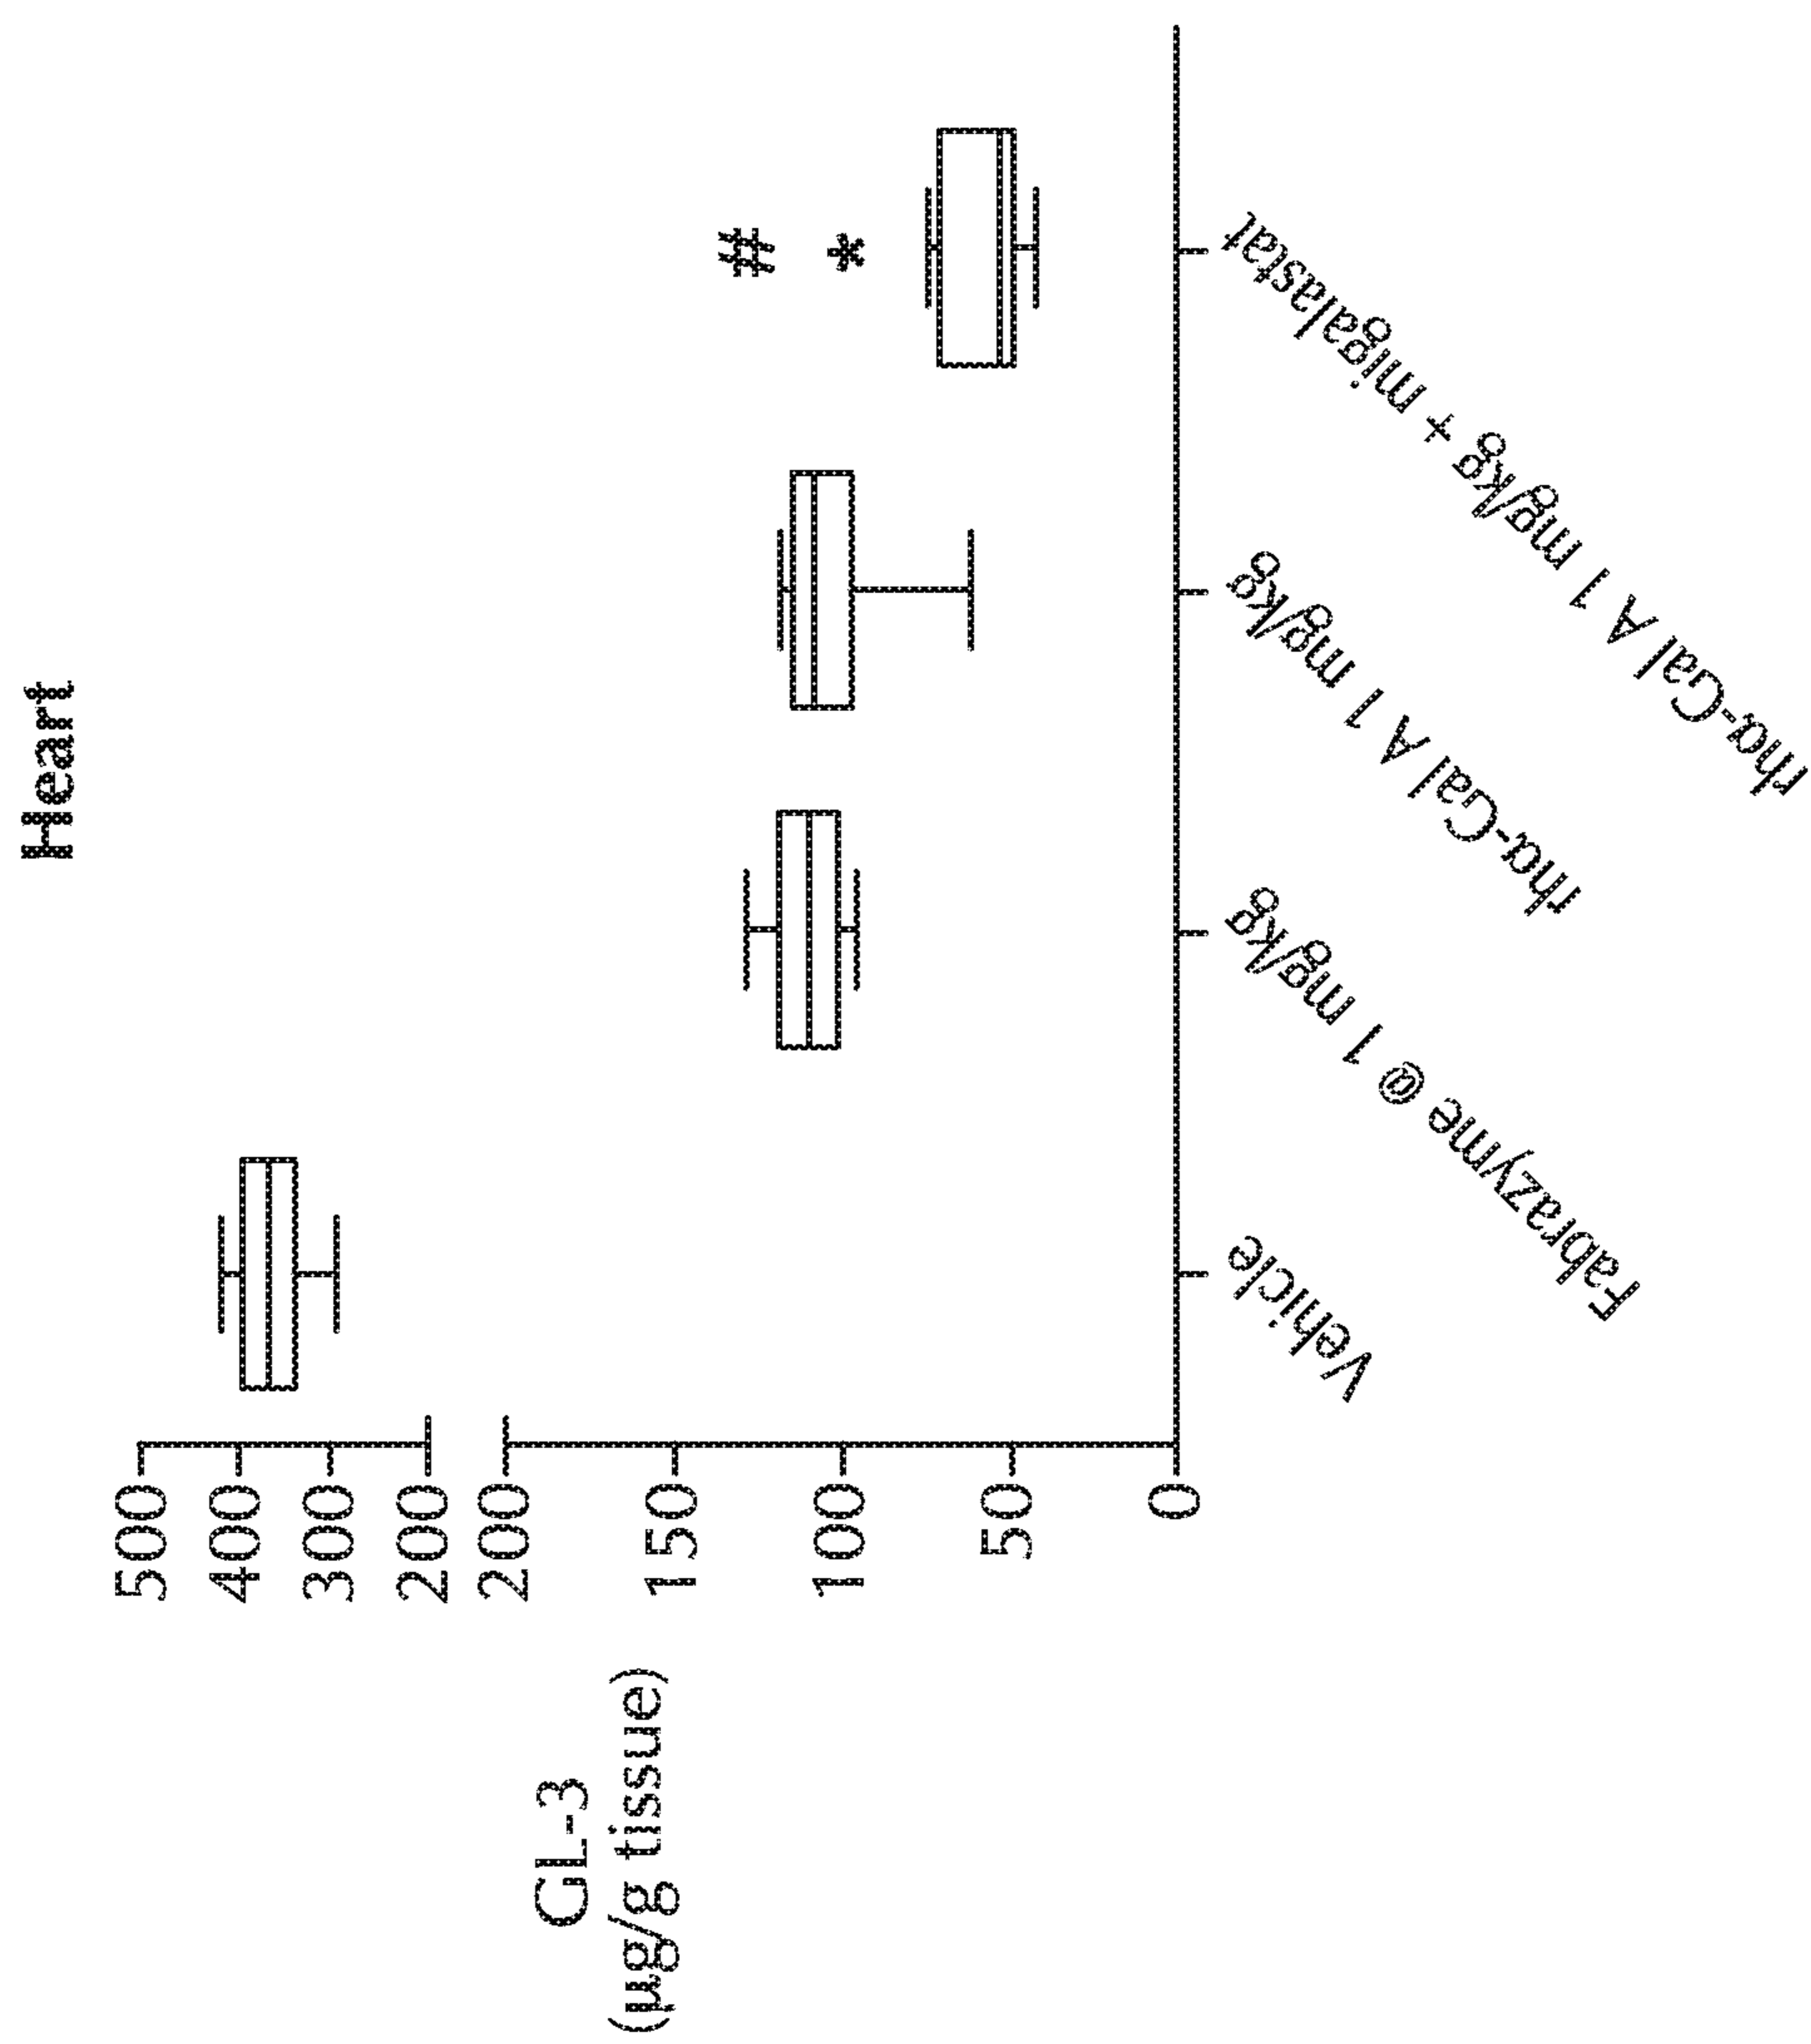 Heart
GL-3
(µg/g tissue)
500
400
300
200
200
150
100
50
0
#
*
Vehicle
Fabrazyme @ 1 mg/kg
rhα-Gal A 1 mg/kg
rhα-Gal A 1 mg/kg + migalastat